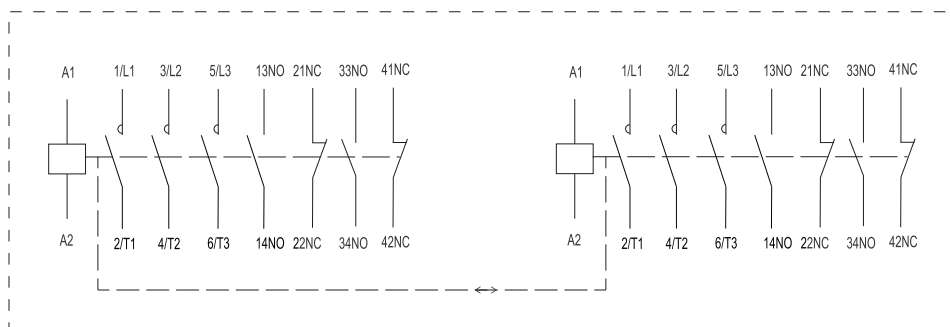 A1 1/L1 3/L2 5/L3 13NO 21NC 33NO 41NC
A2 2/T1 4/T2 6/T3 14NO 22NC 34NO 42NC
A1 1/L1 3/L2 5/L3 13NO 21NC 33NO 41NC
A2 2/T1 4/T2 6/T3 14NO 22NC 34NO 42NC